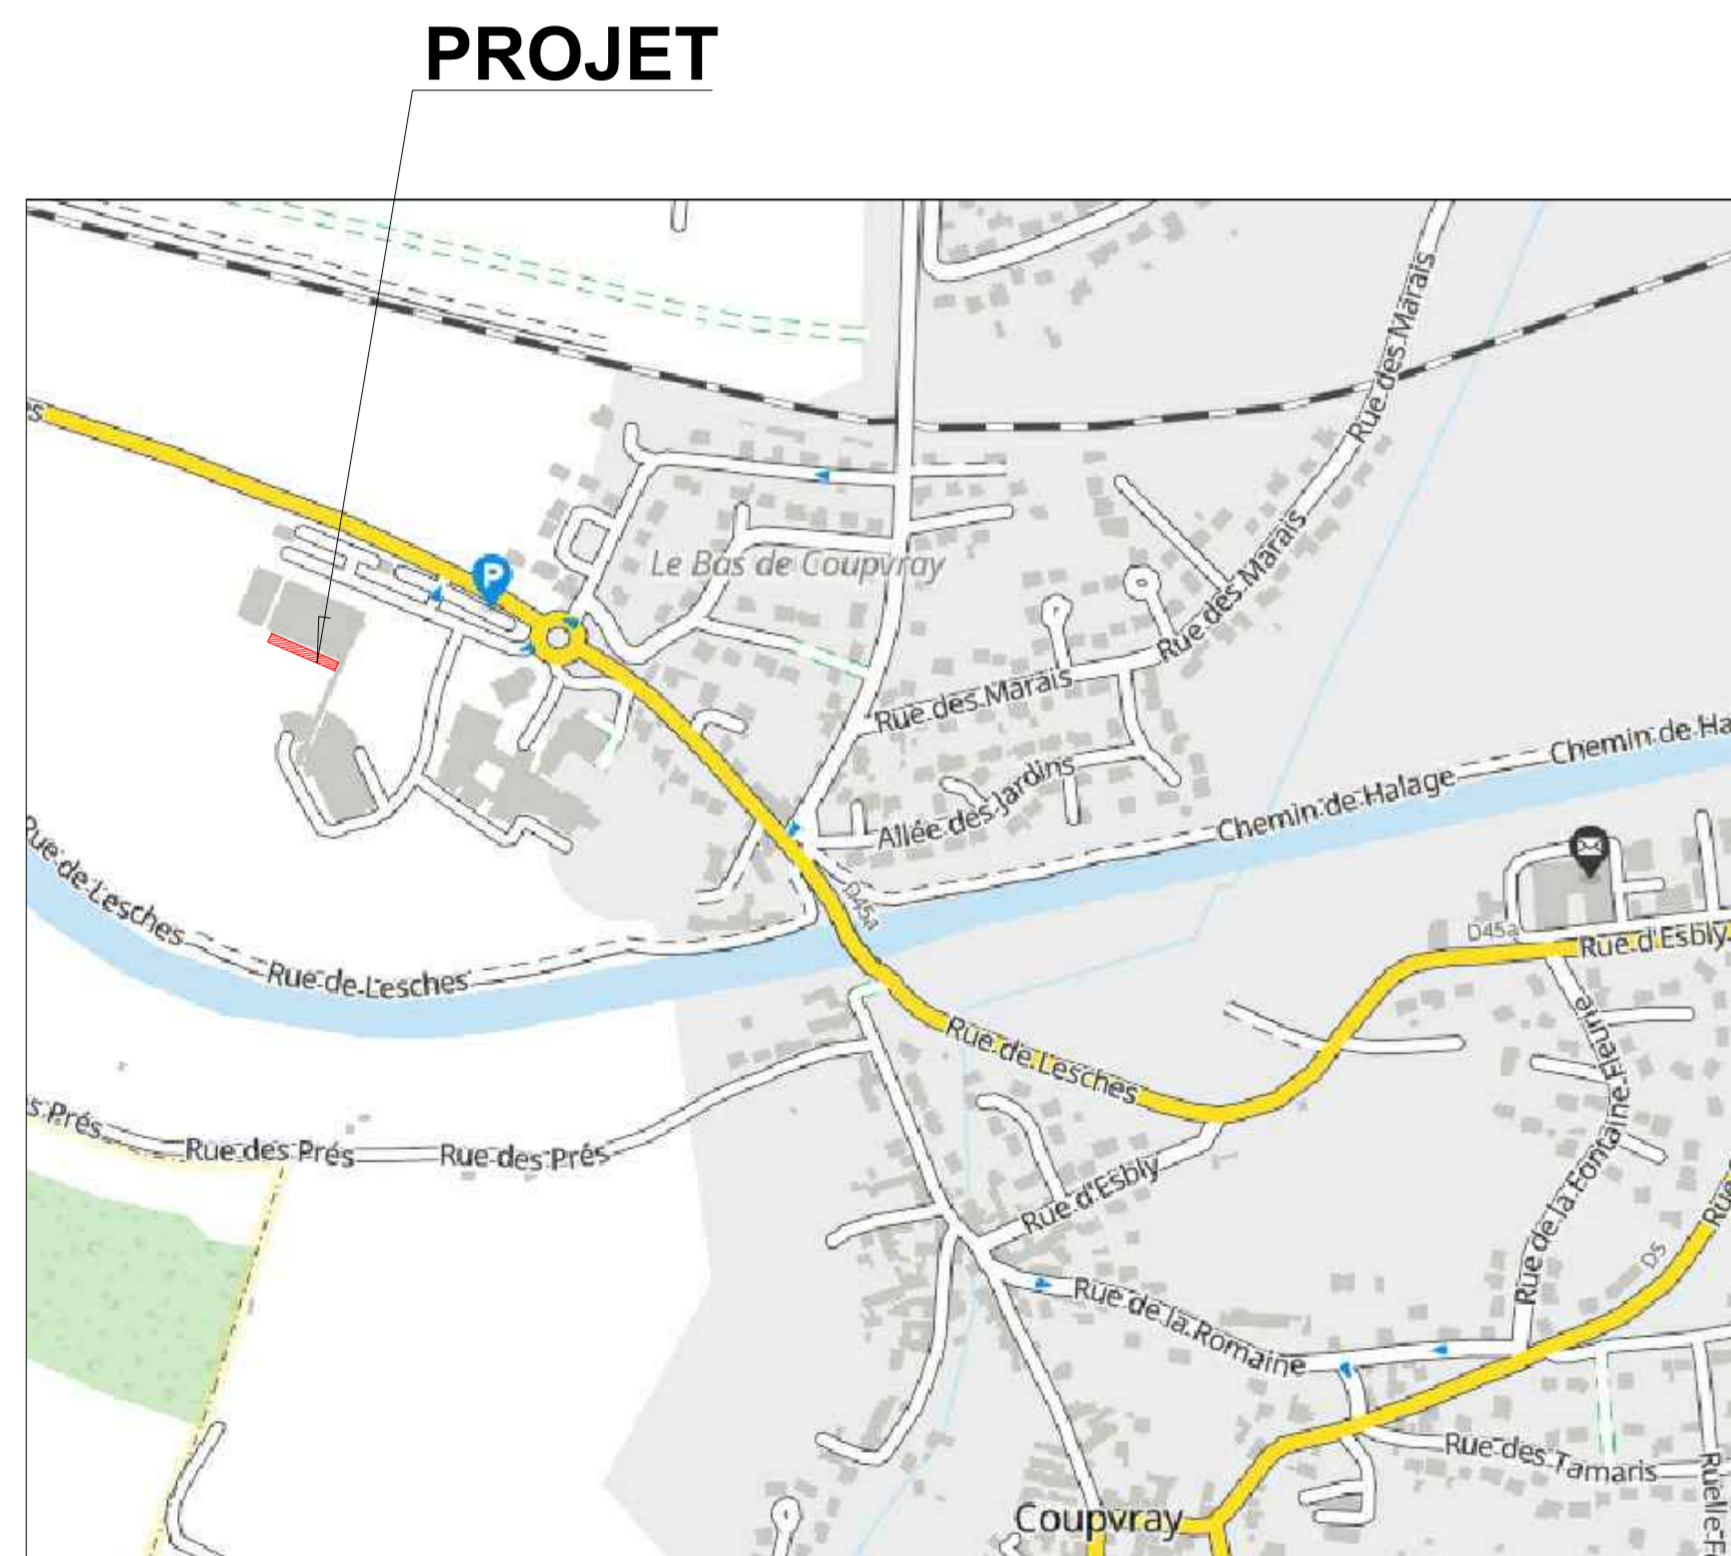 PROJET
Rue des Marais
es
Le Bas de Coupvray
P
Rue des Marais
Rue des Marais
Chemin de Ha
Allée des Jardins
Chemin de Halage
Rue de Lesches
D45a
D45a
Rue d'Esbly
Rue de Lesches
Rue de Lesches
s Prés
Rue des Prés
Rue des Prés
Rue d'Esbly
Rue de la Fontaine Fleurie
Rue
D5
Rue de la Romaine
Rue des Tamaris
Ruelle F
Coupvray